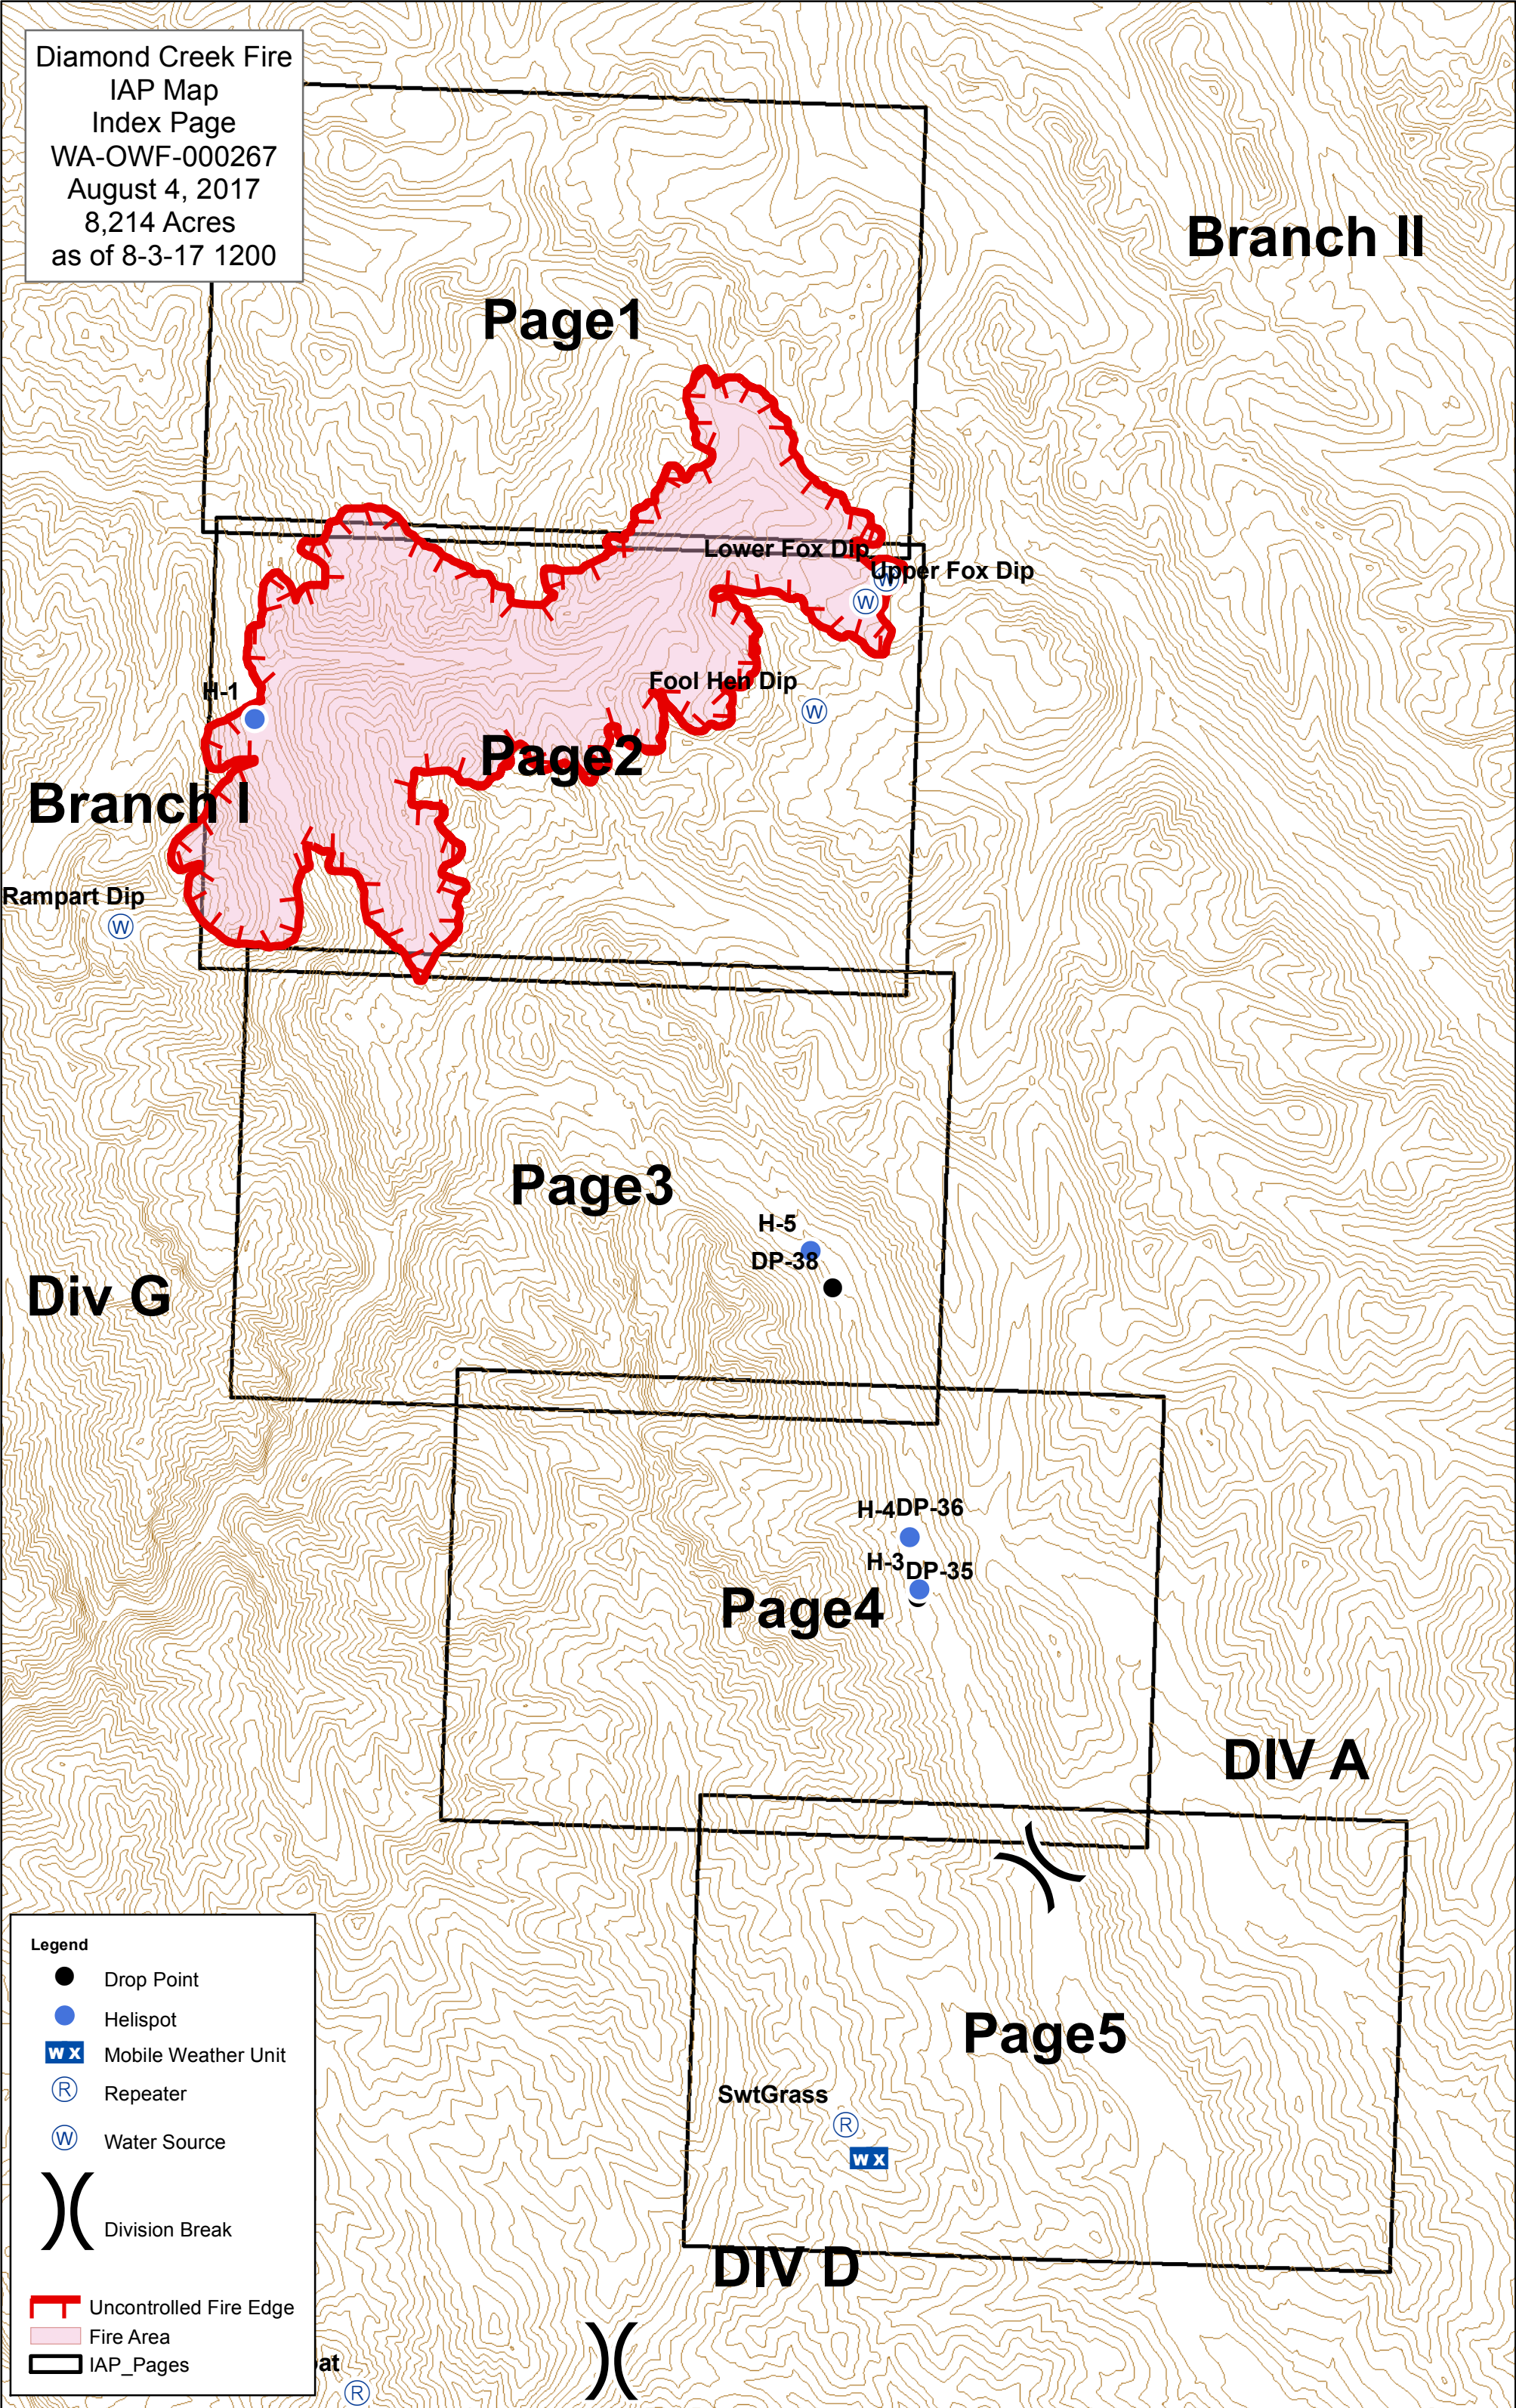 Diamond Creek Fire
IAP Map
Index Page
WA-OWF-000267
August 4, 2017
8,214 Acres
as of 8-3-17 1200
Branch II
Page1
Lower Fox Dip
Upper Fox Dip
W
W
Fool Hen Dip
W
H-1
Page2
Branch I
Rampart Dip
W
Page3
H-5
DP-38
Div G
H-4 DP-36
H-3 DP-35
Page4
DIV A
Page5
SwtGrass
R
WX
DIV D
Legend
Drop Point
Helispot
WX Mobile Weather Unit
R Repeater
W Water Source
Division Break
Uncontrolled Fire Edge
Fire Area
IAP_Pages
R